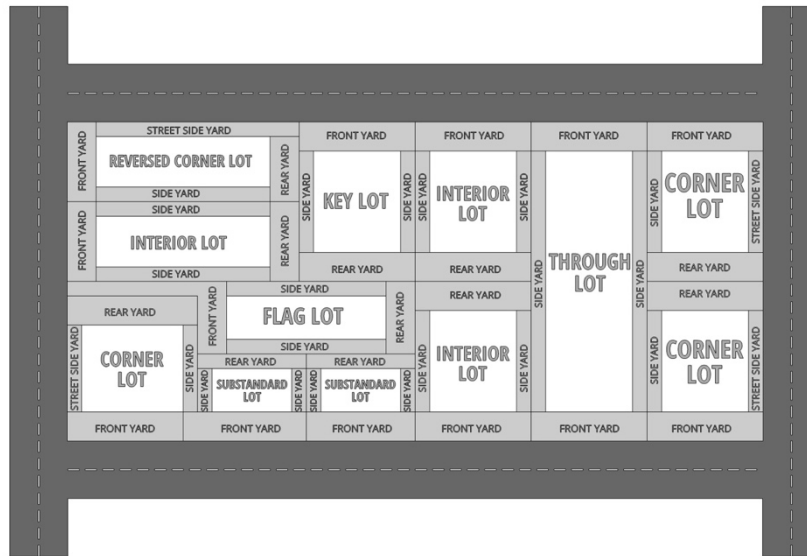 FRONT YARD
STREET SIDE YARD
REVERSED CORNER LOT
SIDE YARD
REAR YARD
FRONT YARD
SIDE YARD
INTERIOR LOT
SIDE YARD
REAR YARD
FRONT YARD
SIDE YARD
KEY LOT
SIDE YARD
REAR YARD
FRONT YARD
SIDE YARD
INTERIOR
LOT
SIDE YARD
REAR YARD
FRONT YARD
SIDE YARD
THROUGH
LOT
SIDE YARD
FRONT YARD
FRONT YARD
SIDE YARD
CORNER
LOT
STREET SIDE YARD
REAR YARD
REAR YARD
STREET SIDE YARD
CORNER
LOT
SIDE YARD
FRONT YARD
FRONT YARD
SIDE YARD
FLAG LOT
SIDE YARD
REAR YARD
REAR YARD
SIDE YARD
SUBSTANDARD
LOT
SIDE YARD
FRONT YARD
REAR YARD
SIDE YARD
SUBSTANDARD
LOT
SIDE YARD
FRONT YARD
REAR YARD
SIDE YARD
INTERIOR
LOT
SIDE YARD
FRONT YARD
REAR YARD
SIDE YARD
CORNER
LOT
STREET SIDE YARD
FRONT YARD